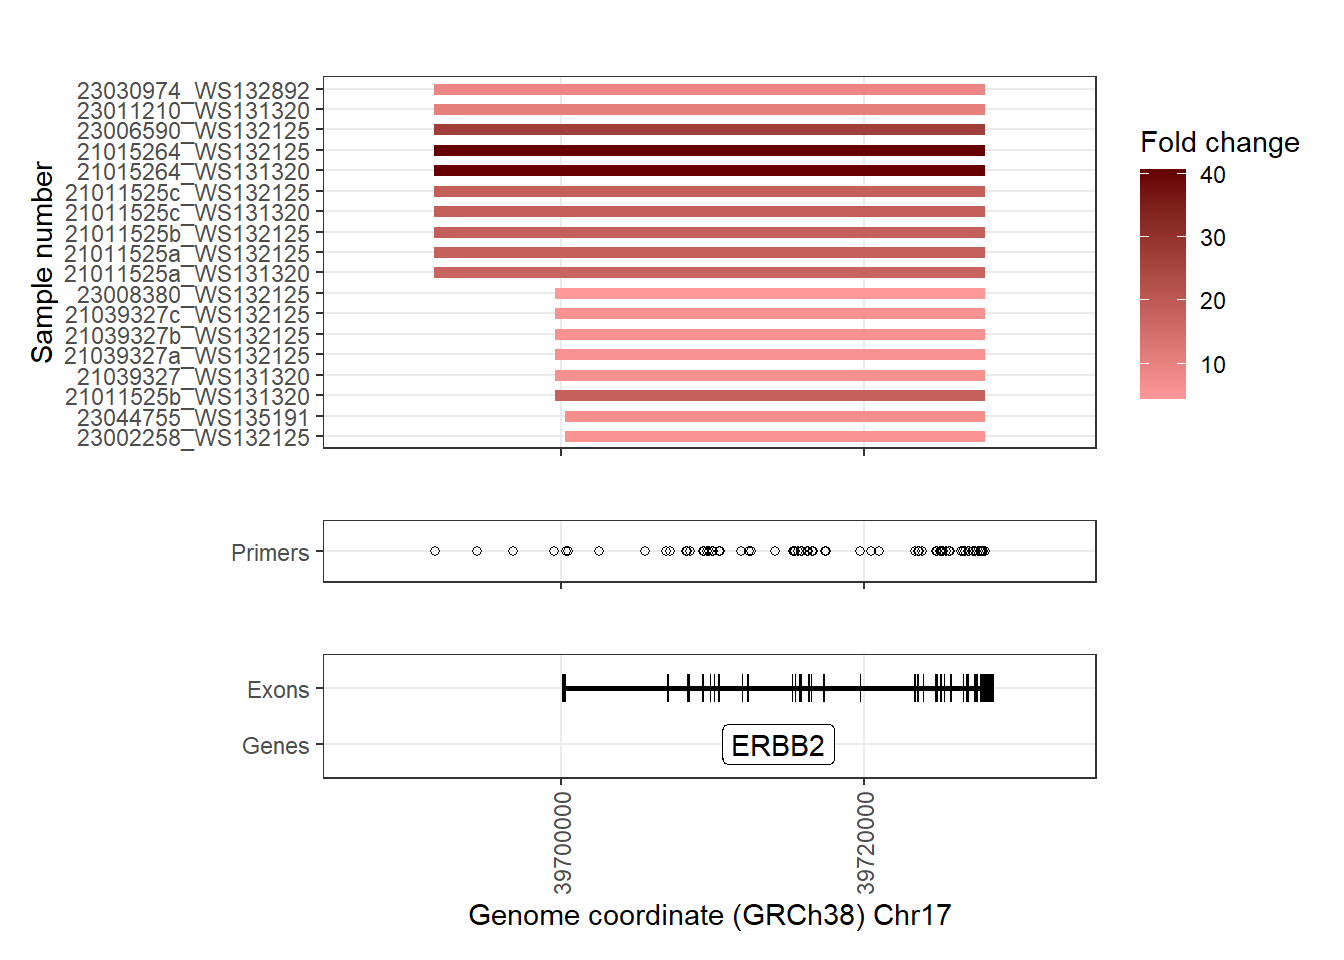 Sample number
23030974_WS132892
23011210_WS131320
23006590_WS132125
21015264_WS132125
21015264_WS131320
21011525c_WS132125
21011525c_WS131320
21011525b_WS132125
21011525a_WS132125
21011525a_WS131320
23008380_WS132125
21039327c_WS132125
21039327b_WS132125
21039327a_WS132125
21039327_WS131320
21011525b_WS131320
23044755_WS135191
23002258_WS132125
Fold change
40
30
20
10
Primers
Exons
Genes
ERBB2
39700000
39720000
Genome coordinate (GRCh38) Chr17